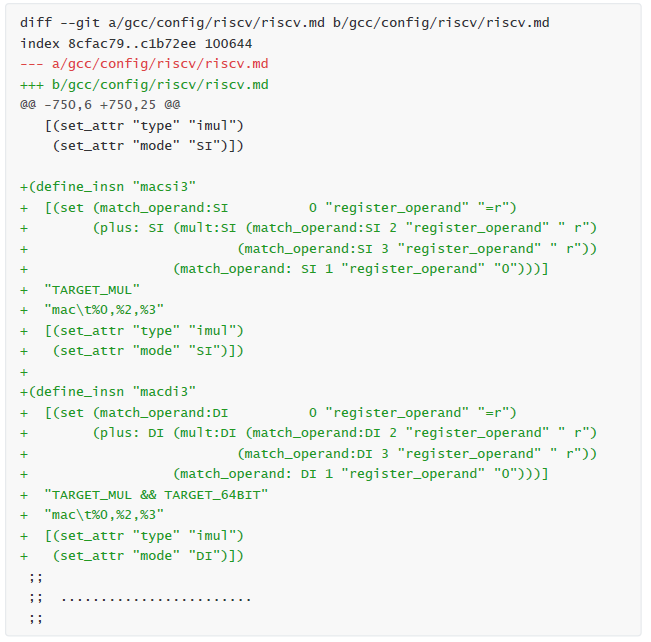 diff --git a/gcc/config/riscv/riscv.md b/gcc/config/riscv/riscv.md
index 8cfac79..c1b72ee 100644
--- a/gcc/config/riscv/riscv.md
+++ b/gcc/config/riscv/riscv.md
@@ -750,6 +750,25 @@
   [(set_attr "type" "imul")
    (set_attr "mode" "SI")])

+(define_insn "macsi3"
+  [(set (match_operand:SI          0 "register_operand" "=r")
+        (plus: SI (mult:SI (match_operand:SI 2 "register_operand" " r")
+                          (match_operand:SI 3 "register_operand" " r"))
+                  (match_operand: SI 1 "register_operand" "0")))]
+  "TARGET_MUL"
+  "mac\t%0,%2,%3"
+  [(set_attr "type" "imul")
+   (set_attr "mode" "SI")])
+
+(define_insn "macdi3"
+  [(set (match_operand:DI          0 "register_operand" "=r")
+        (plus: DI (mult:DI (match_operand:DI 2 "register_operand" " r")
+                          (match_operand:DI 3 "register_operand" " r"))
+                  (match_operand: DI 1 "register_operand" "0")))]
+  "TARGET_MUL && TARGET_64BIT"
+  "mac\t%0,%2,%3"
+  [(set_attr "type" "imul")
+   (set_attr "mode" "DI")])
 ;;
 ;;  ........................
 ;;